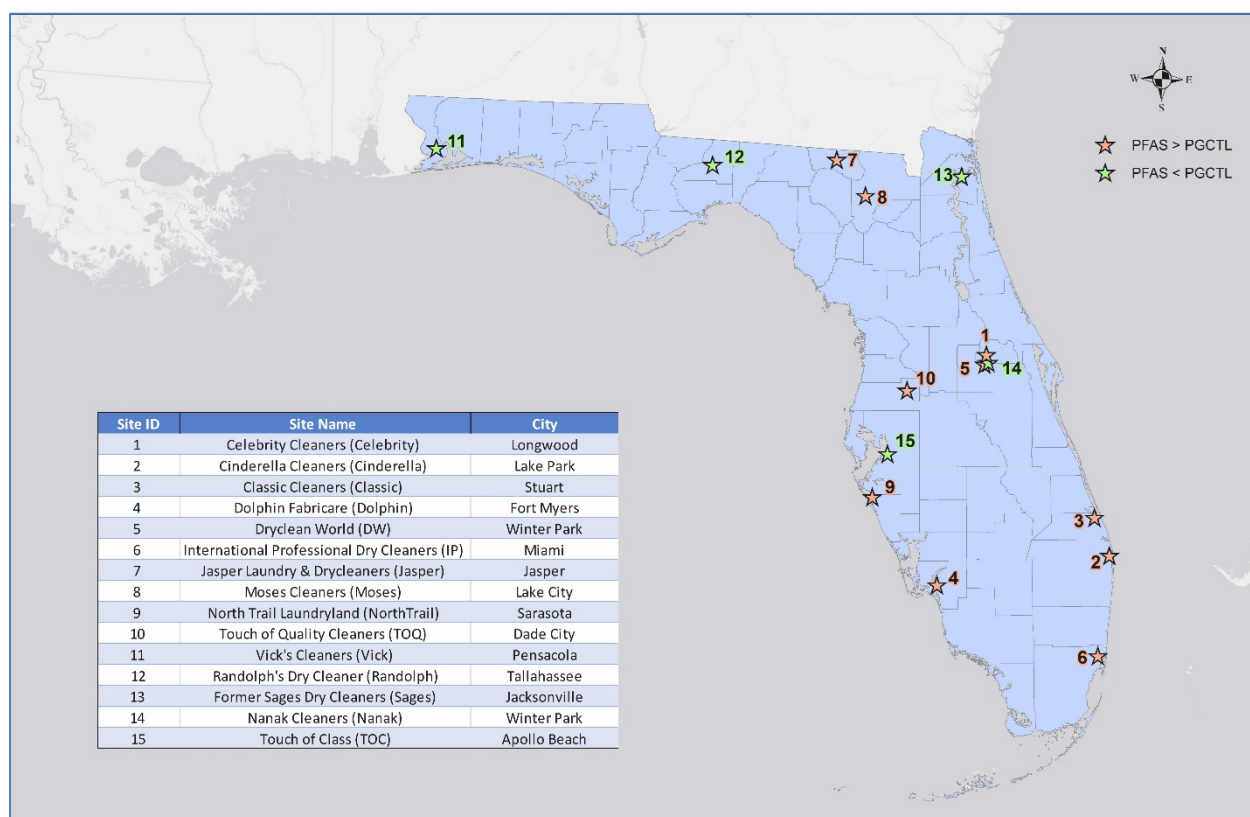 N
W E
S
PFAS > PGCTL
PFAS < PGCTL
11
12
7
13
8
1
5 14
10
15
9
3
2
4
6
Site ID Site Name City
1 Celebrity Cleaners (Celebrity) Longwood
2 Cinderella Cleaners (Cinderella) Lake Park
3 Classic Cleaners (Classic) Stuart
4 Dolphin Fabricare (Dolphin) Fort Myers
5 Dryclean World (DW) Winter Park
6 International Professional Dry Cleaners (IP) Miami
7 Jasper Laundry & Drycleaners (Jasper) Jasper
8 Moses Cleaners (Moses) Lake City
9 North Trail Laundryland (NorthTrail) Sarasota
10 Touch of Quality Cleaners (TOQ) Dade City
11 Vick's Cleaners (Vick) Pensacola
12 Randolph's Dry Cleaner (Randolph) Tallahassee
13 Former Sages Dry Cleaners (Sages) Jacksonville
14 Nanak Cleaners (Nanak) Winter Park
15 Touch of Class (TOC) Apollo Beach